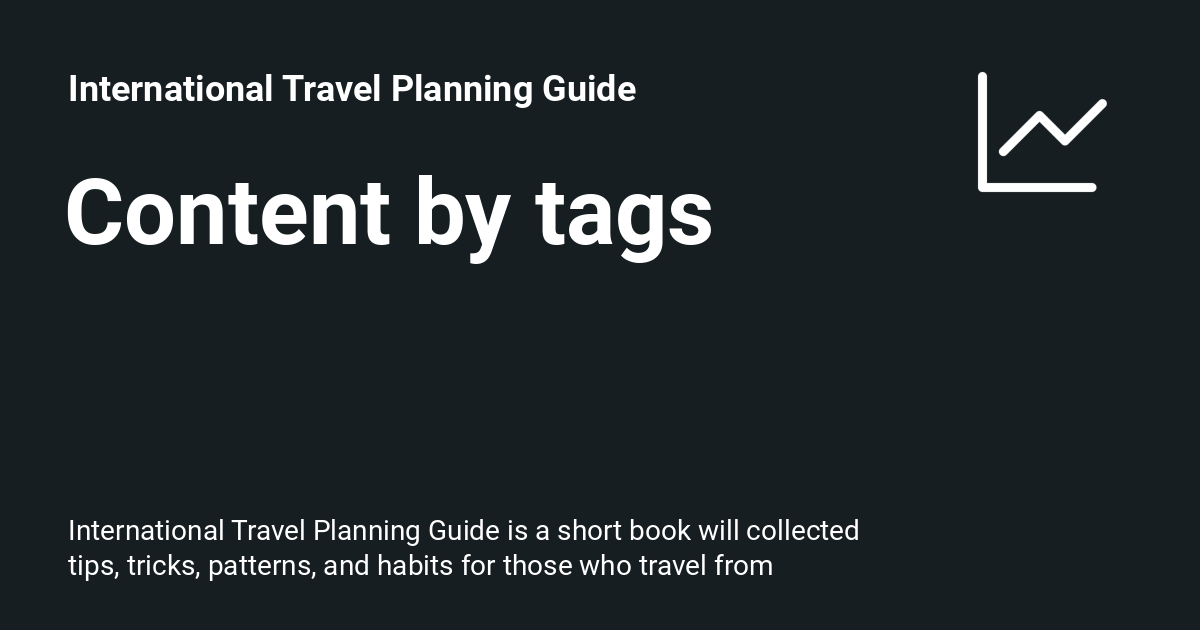 International Travel Planning Guide
Content by tags
International Travel Planning Guide is a short book will collected
tips, tricks, patterns, and habits for those who travel from